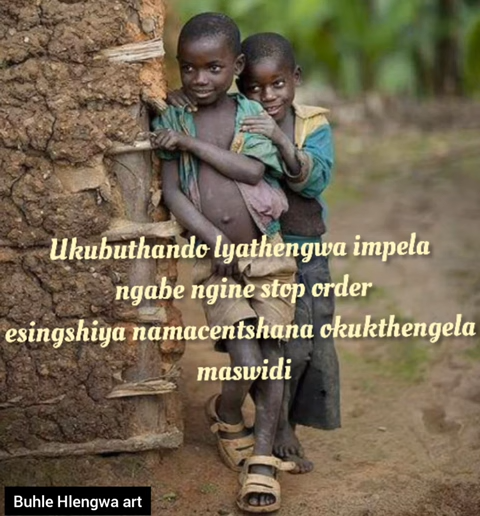 Ukubuthando lyathengwa impela
ngabe ngine stop order
esingshiya namacentshana okukthengela
maswidi
Buhle Hlengwa art